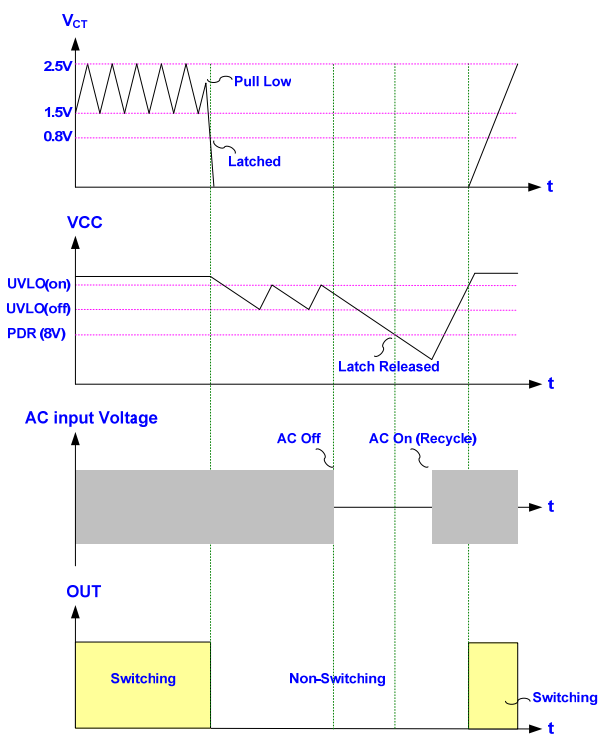 VCT
2.5V
Pull Low
1.5V
0.8V
Latched
t
VCC
UVLO(on)
UVLO(off)
PDR (8V)
Latch Released
t
AC input Voltage
AC Off
AC On (Recycle)
t
OUT
Switching
Non-Switching
Switching
t